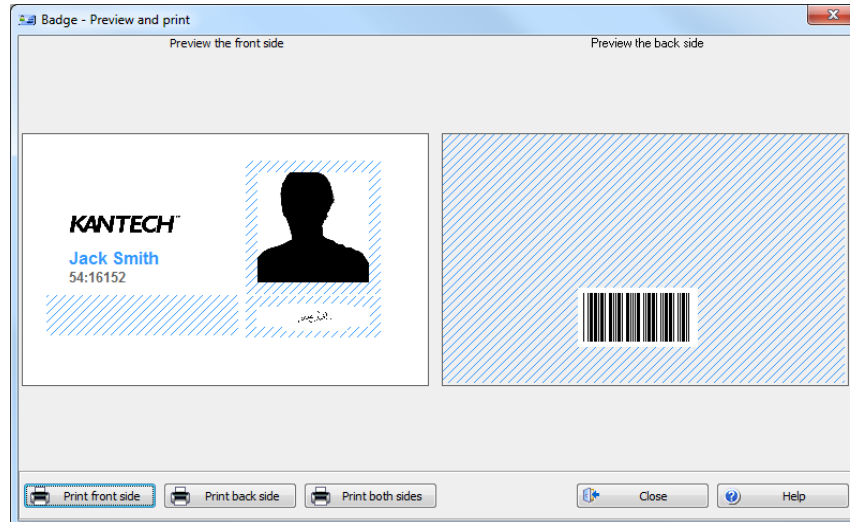 Badge - Preview and print
Preview the front side
Preview the back side
KANTECH™
Jack Smith
54:16152
Print front side
Print back side
Print both sides
Close
Help